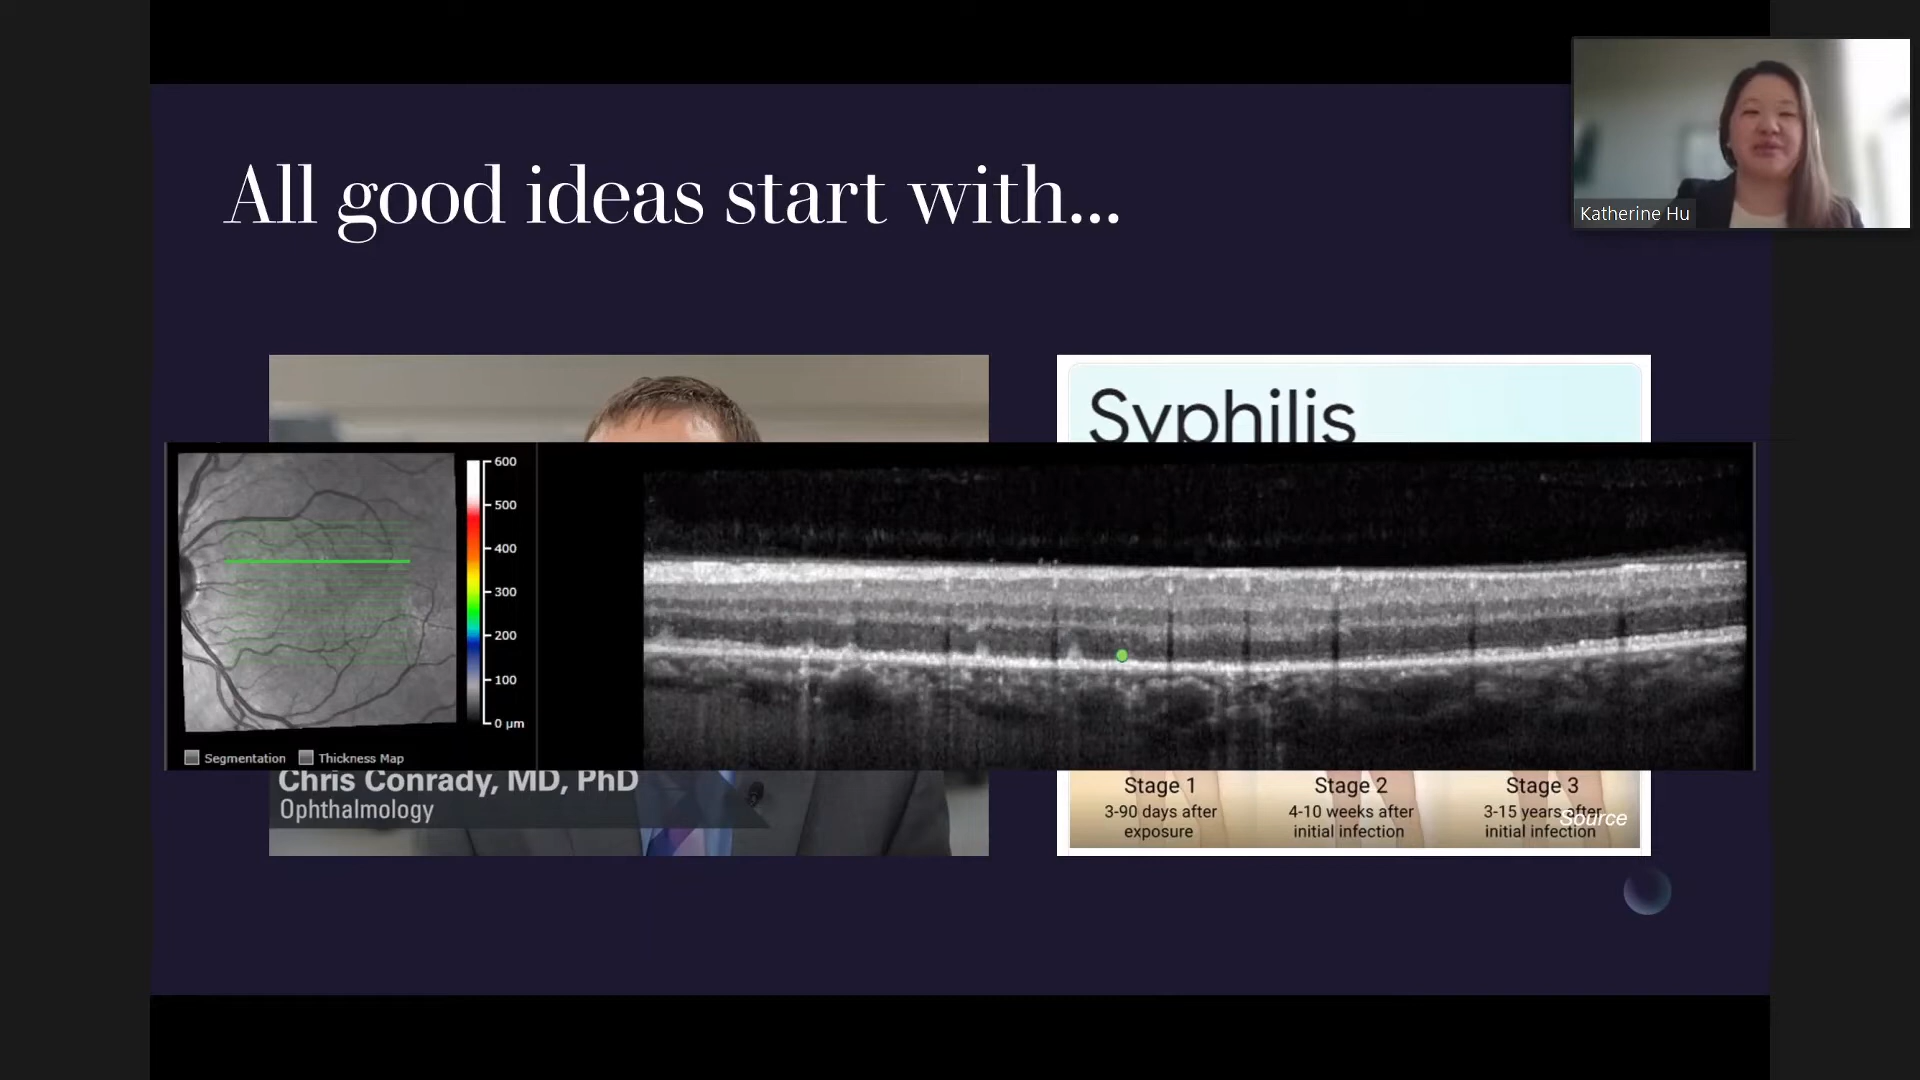 All good ideas start with...
Katherine Hu
Syphilis
600
500
400
300
200
100
0 µm
Segmentation
Thickness Map
Chris Conrady, MD, PhD
Ophthalmology
Stage 1
3-90 days after
exposure
Stage 2
4-10 weeks after
initial infection
Stage 3
3-15 years after
initial infection
Source